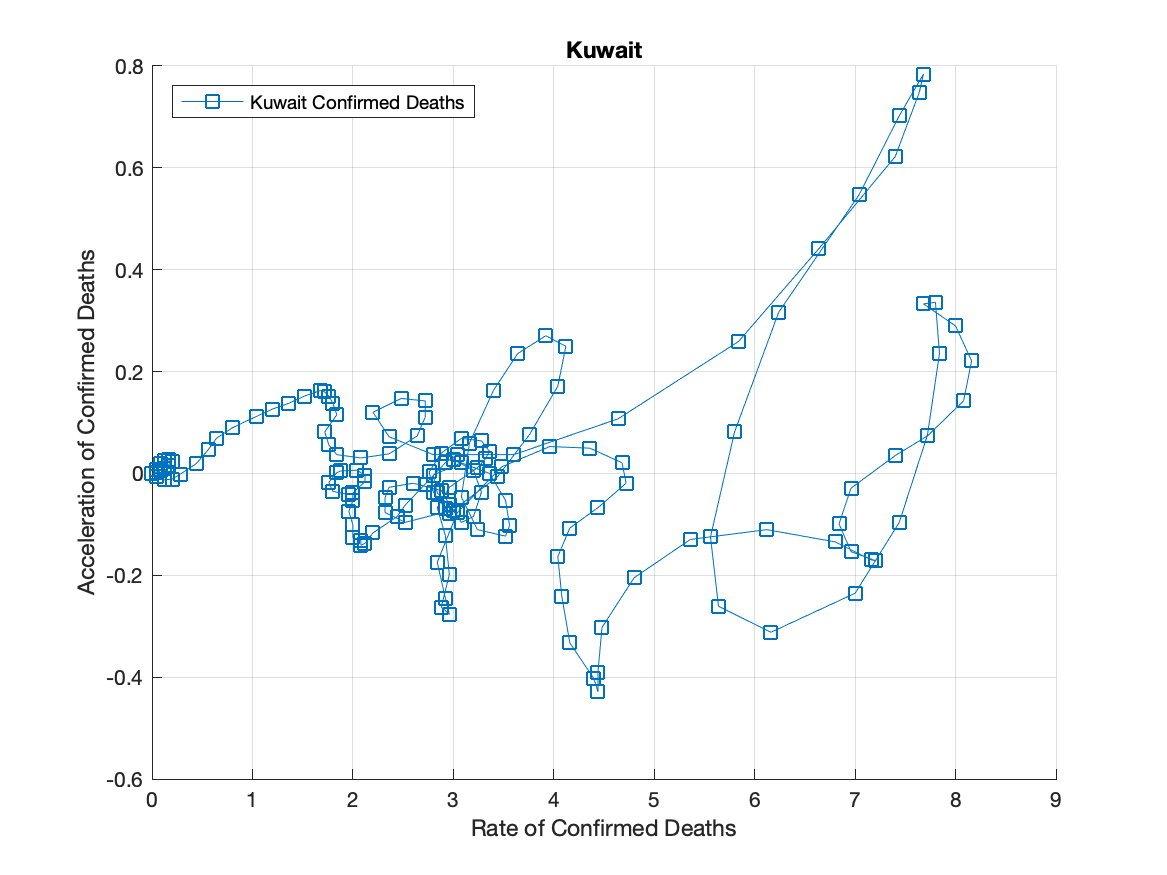 Kuwait
Kuwait Confirmed Deaths
Acceleration of Confirmed Deaths
0.8
0.6
0.4
0.2
0
-0.2
-0.4
-0.6
0 1 2 3 4 5 6 7 8 9
Rate of Confirmed Deaths